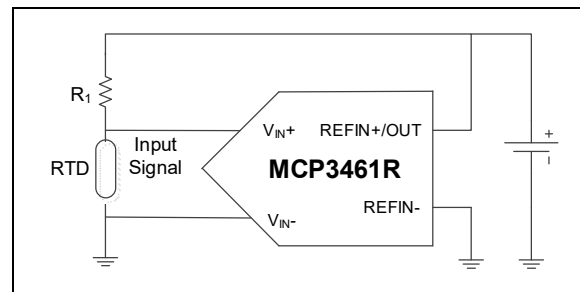 R1
RTD
Input
Signal
VIN+
REFIN+/OUT
MCP3461R
REFIN-
VIN-
+
-